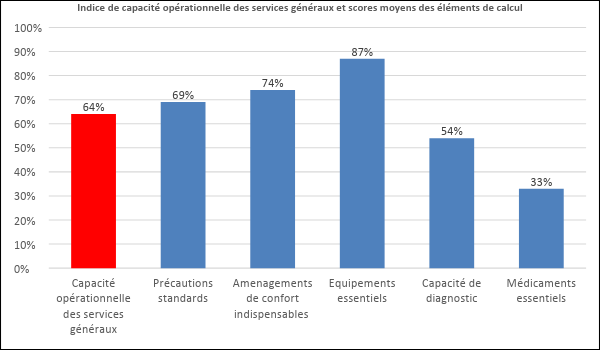 Indice de capacité opérationnelle des services généraux et scores moyens des éléments de calcul
100%
90%
80%
70%
60%
50%
40%
30%
20%
10%
0%
64%
69%
74%
87%
54%
33%
Capacité
opérationnelle
des services
généraux
Précautions
standards
Amenagements
de confort
indispensables
Equipements
essentiels
Capacité de
diagnostic
Médicaments
essentiels